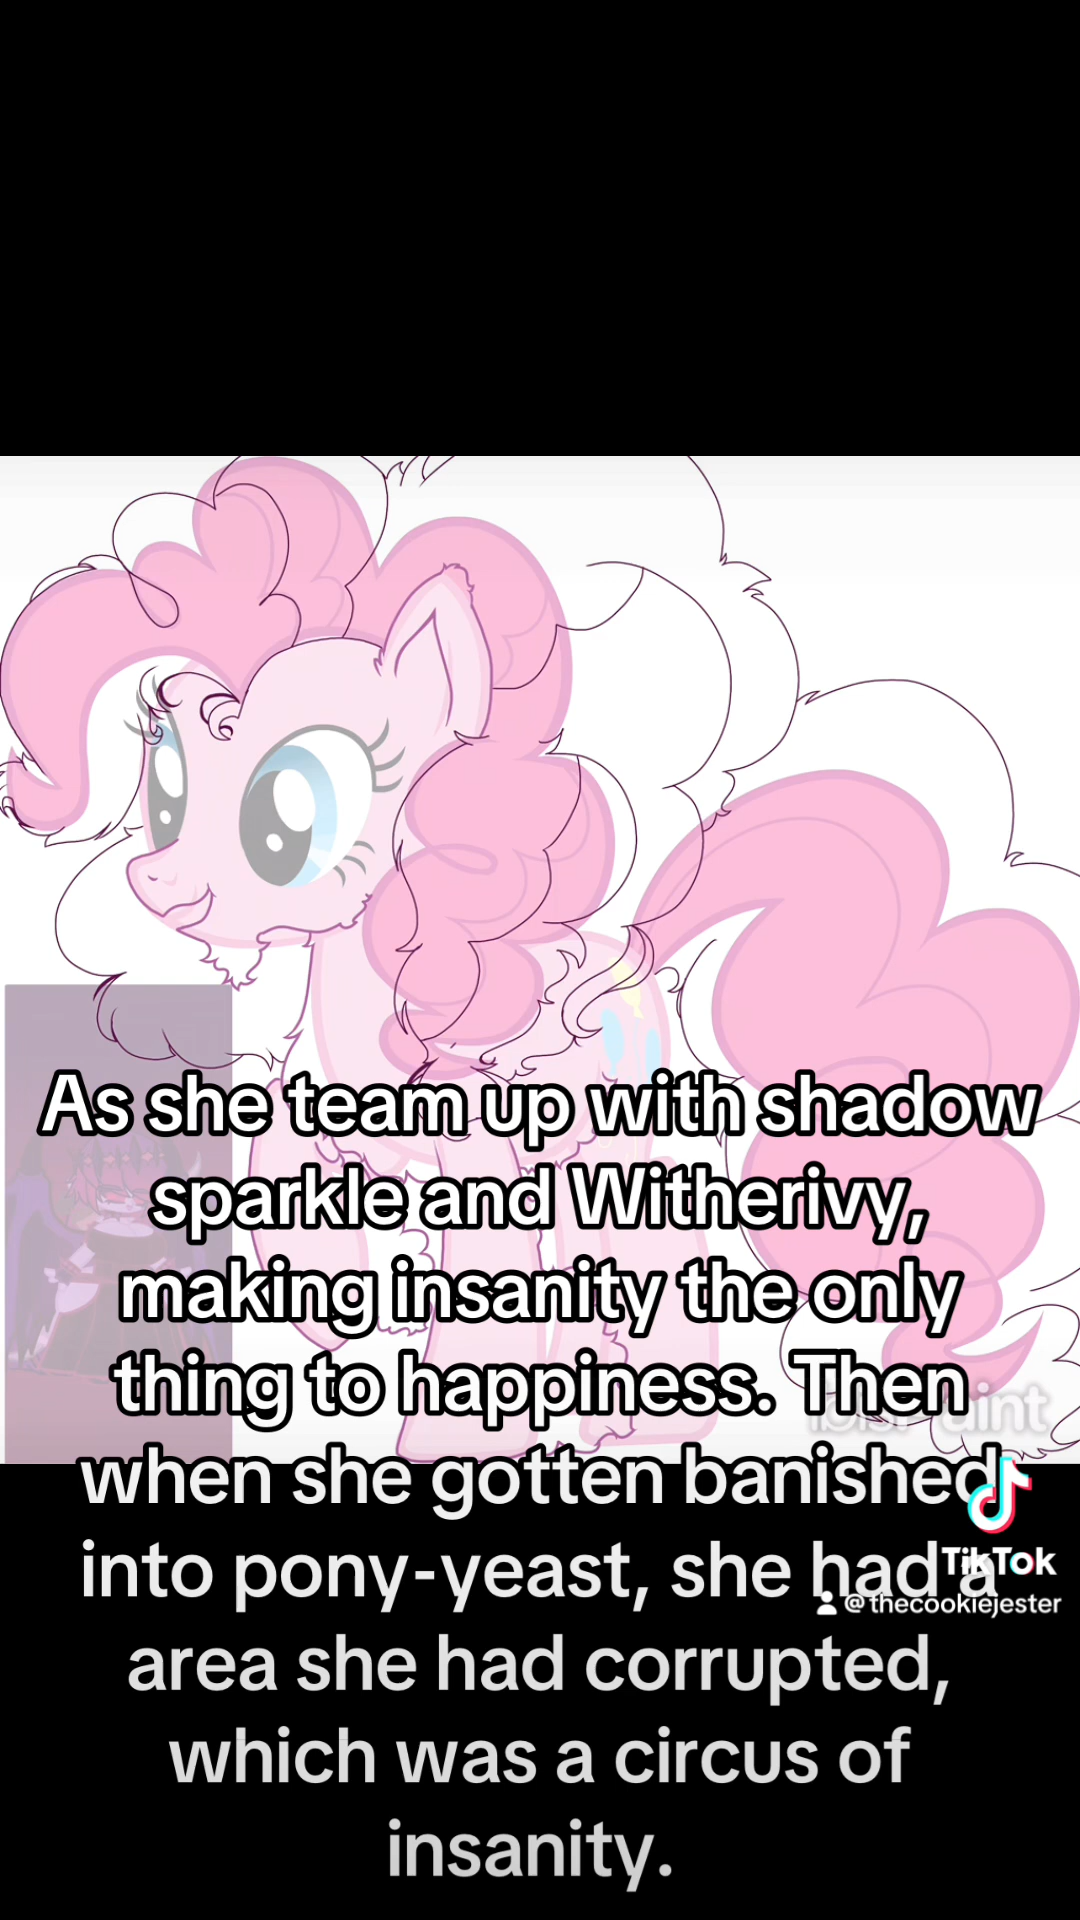 As she team up with shadow
sparkle and Witherivy,
making insanity the only
thing to happiness. Then
when she gotten banished
into pony-yeast, she had a
area she had corrupted,
which was a circus of
insanity.
ibisPaint
TikTok
@thecookiejester